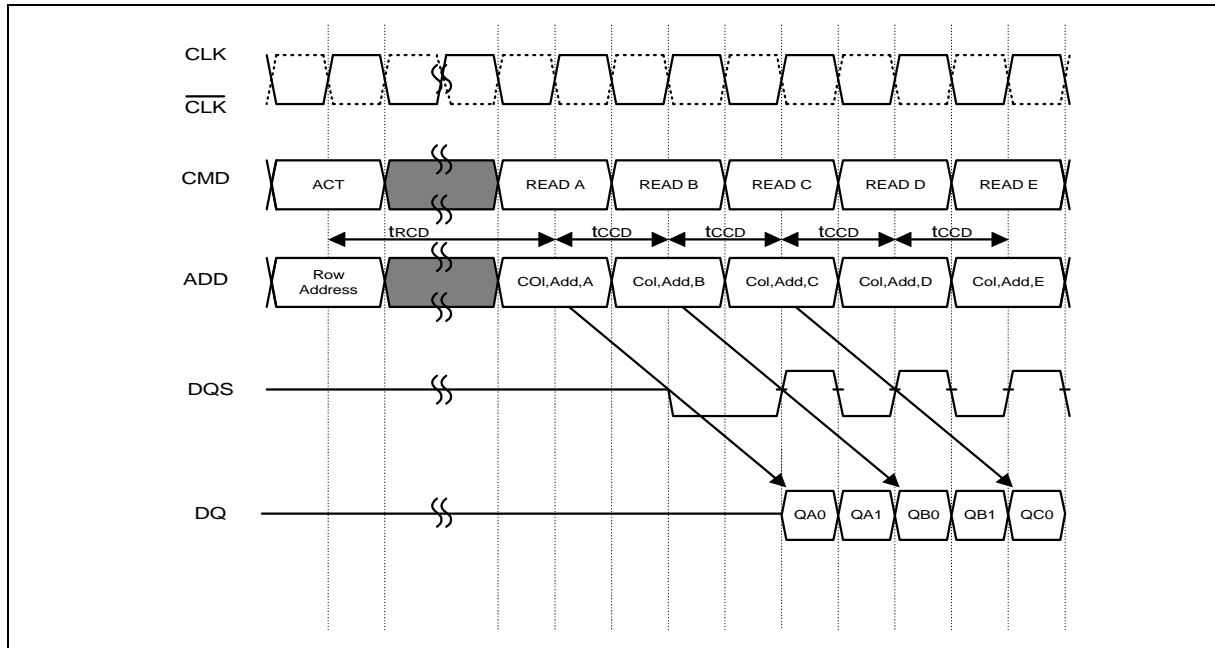 CLK
CLK
CMD
ACT
READ A
READ B
READ C
READ D
READ E
tRCD
tCCD
tCCD
tCCD
tCCD
ADD
Row
Address
COl,Add,A
Col,Add,B
Col,Add,C
Col,Add,D
Col,Add,E
DQS
DQ
QA0
QA1
QB0
QB1
QC0